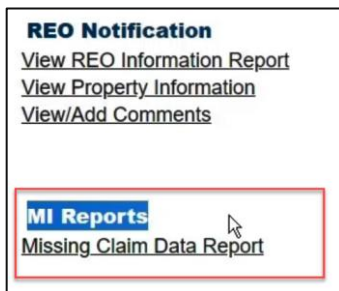 REO Notification
View REO Information Report
View Property Information
View/Add Comments
MI Reports
Missing Claim Data Report